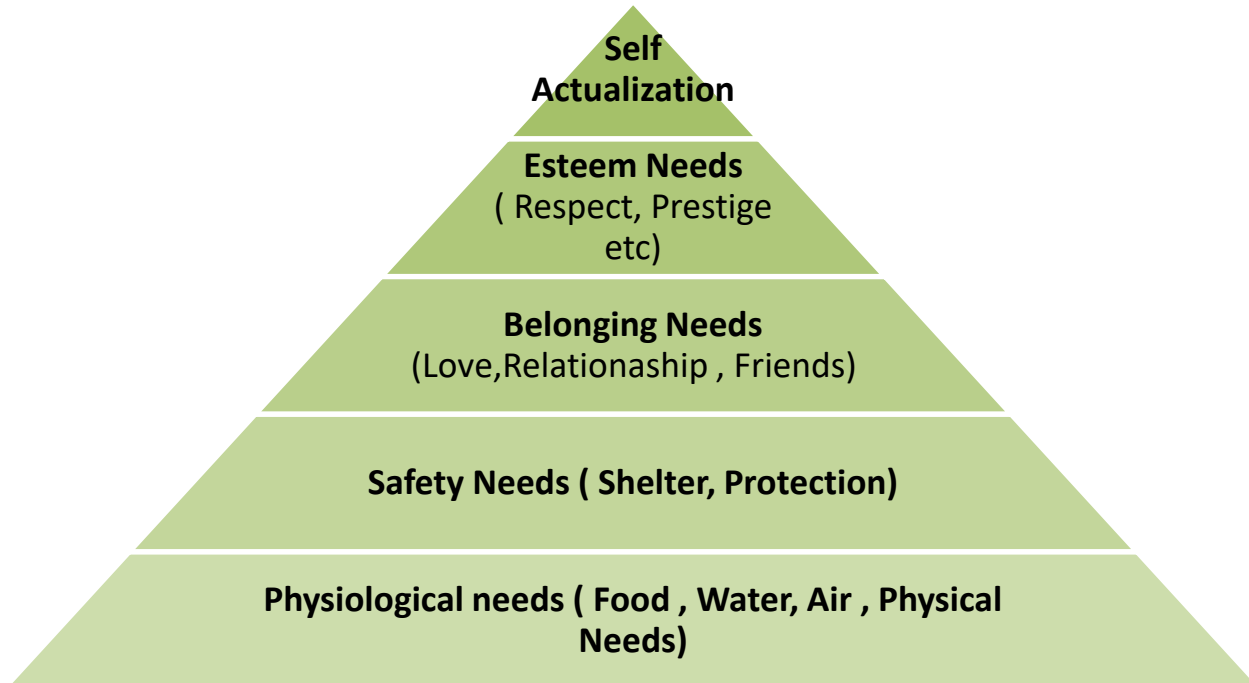 Self
Actualization
Esteem Needs
( Respect, Prestige
etc)
Belonging Needs
(Love,Relationaship , Friends)
Safety Needs ( Shelter, Protection)
Physiological needs ( Food , Water, Air , Physical
Needs)